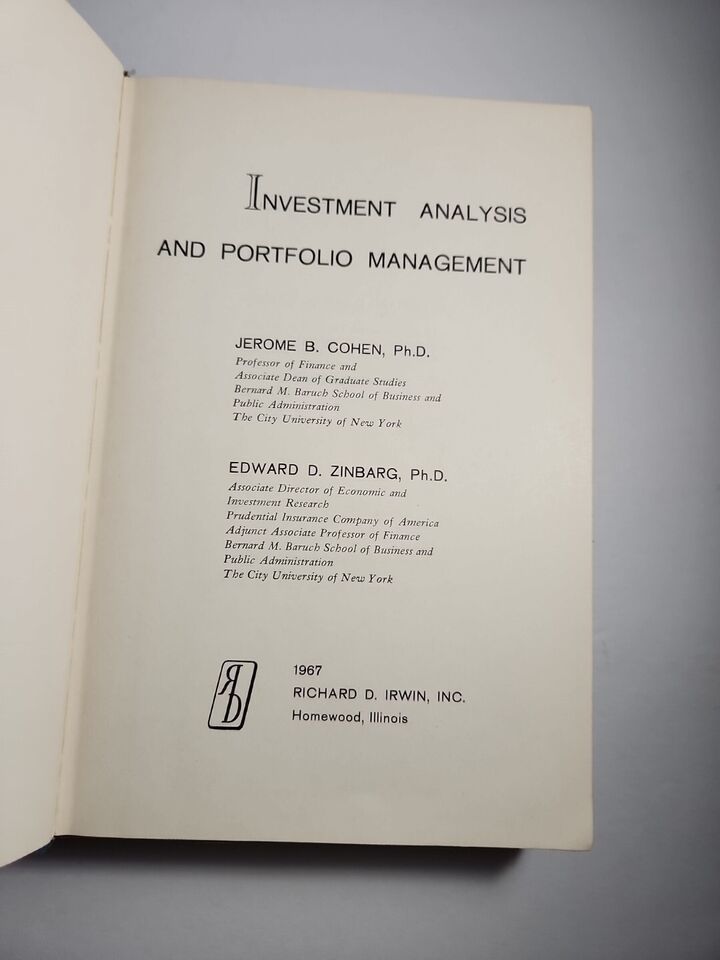 INVESTMENT ANALYSIS
AND PORTFOLIO MANAGEMENT
JEROME B. COHEN, Ph.D.
Professor of Finance and
Associate Dean of Graduate Studies
Bernard M. Baruch School of Business and
Public Administration
The City University of New York
EDWARD D. ZINBARG, Ph.D.
Associate Director of Economic and
Investment Research
Prudential Insurance Company of America
Adjunct Associate Professor of Finance
Bernard M. Baruch School of Business and
Public Administration
The City University of New York
1967
RICHARD D. IRWIN, INC.
Homewood, Illinois